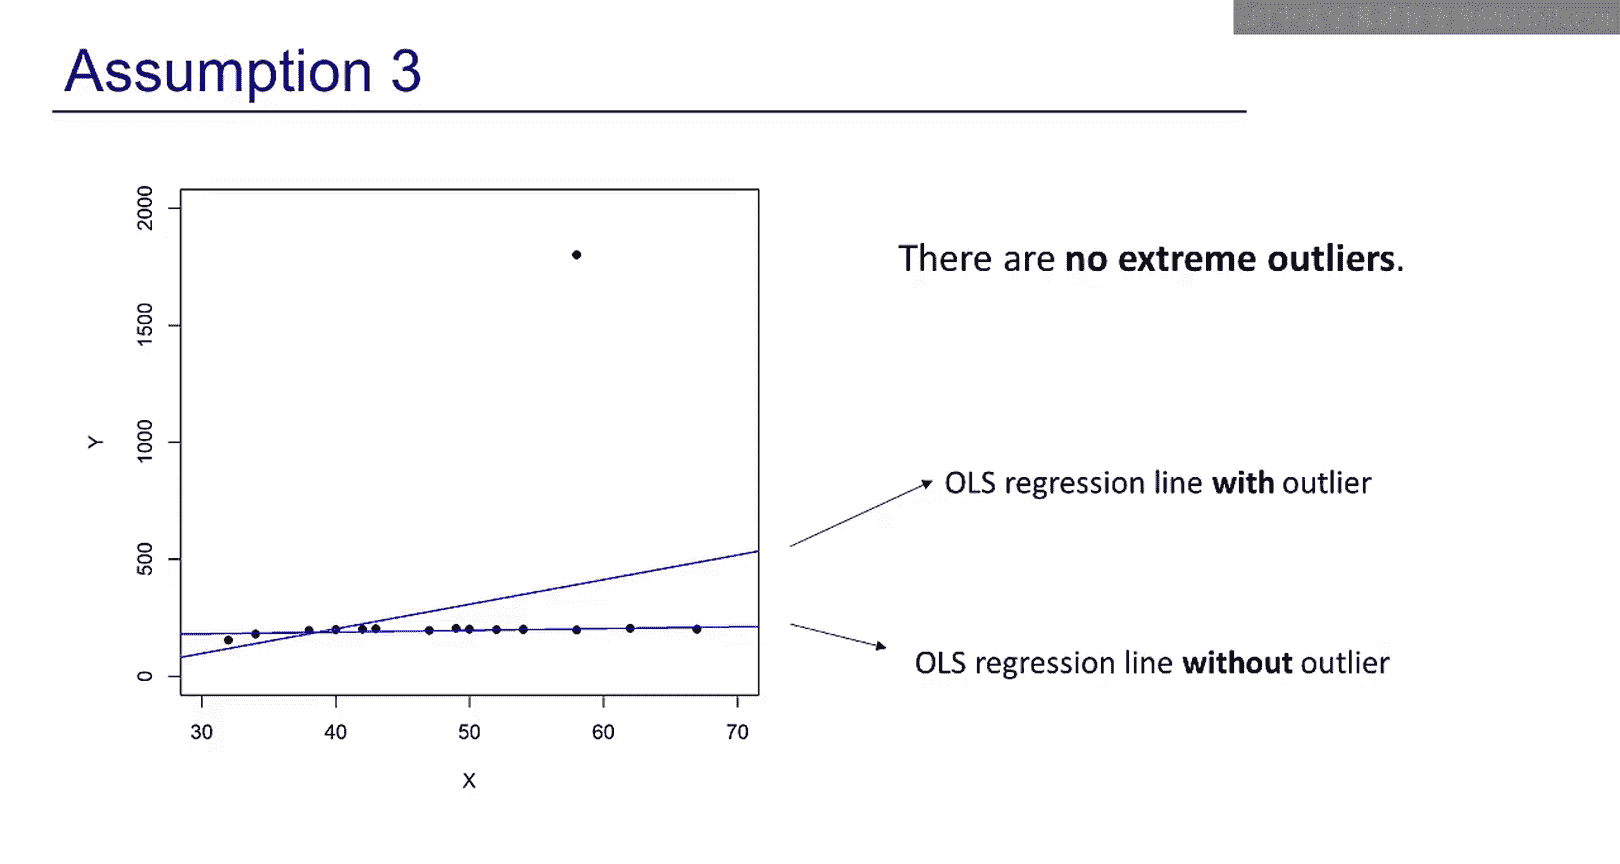 Assumption 3
There are no extreme outliers.
2000
1500
1000
500
0
Y
30 40 50 60 70
X
OLS regression line with outlier
OLS regression line without outlier